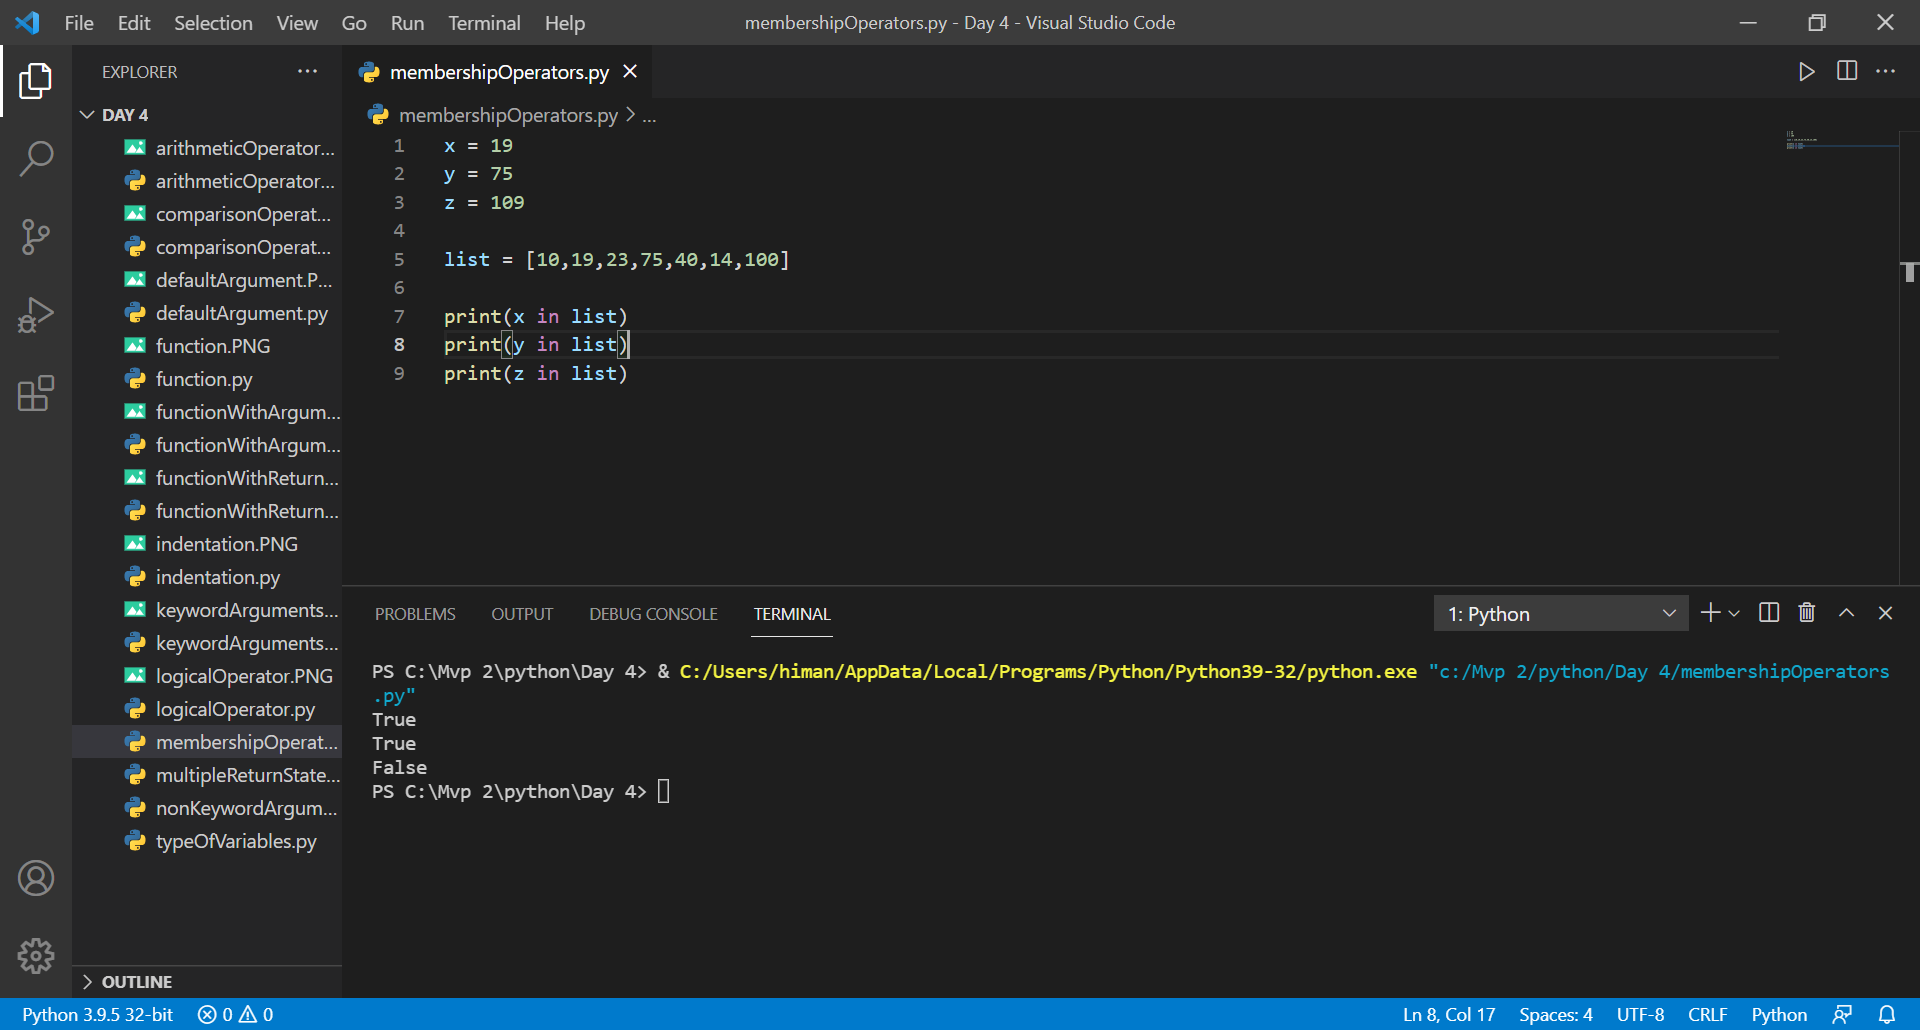 File Edit Selection View Go Run Terminal Help
membershipOperators.py - Day 4 - Visual Studio Code
EXPLORER
DAY 4
arithmeticOperator...
arithmeticOperator...
comparisonOperat...
comparisonOperat...
defaultArgument.P...
defaultArgument.py
function.PNG
function.py
functionWithArgum...
functionWithArgum...
functionWithReturn...
functionWithReturn...
indentation.PNG
indentation.py
keywordArguments...
keywordArguments...
logicalOperator.PNG
logicalOperator.py
membershipOperat...
multipleReturnState...
nonKeywordArgum...
typeOfVariables.py
OUTLINE
membershipOperators.py
membershipOperators.py > ...
1 x = 19
2 y = 75
3 z = 109
4
5 list = [10,19,23,75,40,14,100]
6
7 print(x in list)
8 print(y in list)
9 print(z in list)
PROBLEMS OUTPUT DEBUG CONSOLE TERMINAL
1: Python
PS C:\Mvp 2\python\Day 4> & C:/Users/himan/AppData/Local/Programs/Python/Python39-32/python.exe "c:/Mvp 2/python/Day 4/membershipOperators
.py"
True
True
False
PS C:\Mvp 2\python\Day 4>
Python 3.9.5 32-bit 0 0
Ln 8, Col 17 Spaces: 4 UTF-8 CRLF Python